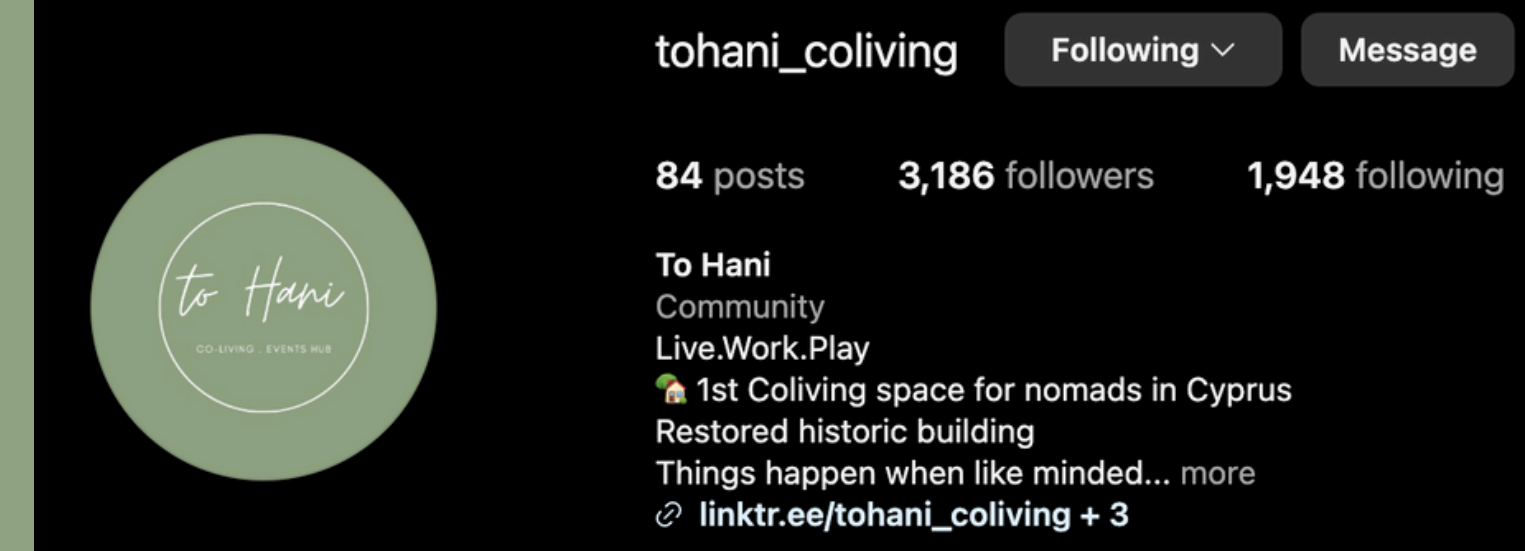 tohani_coliving Following Message
84 posts 3,186 followers 1,948 following
to Hani
CO-LIVING . EVENTS HUB
To Hani
Community
Live.Work.Play
🏡 1st Coliving space for nomads in Cyprus
Restored historic building
Things happen when like minded... more
linktr.ee/tohani_coliving + 3